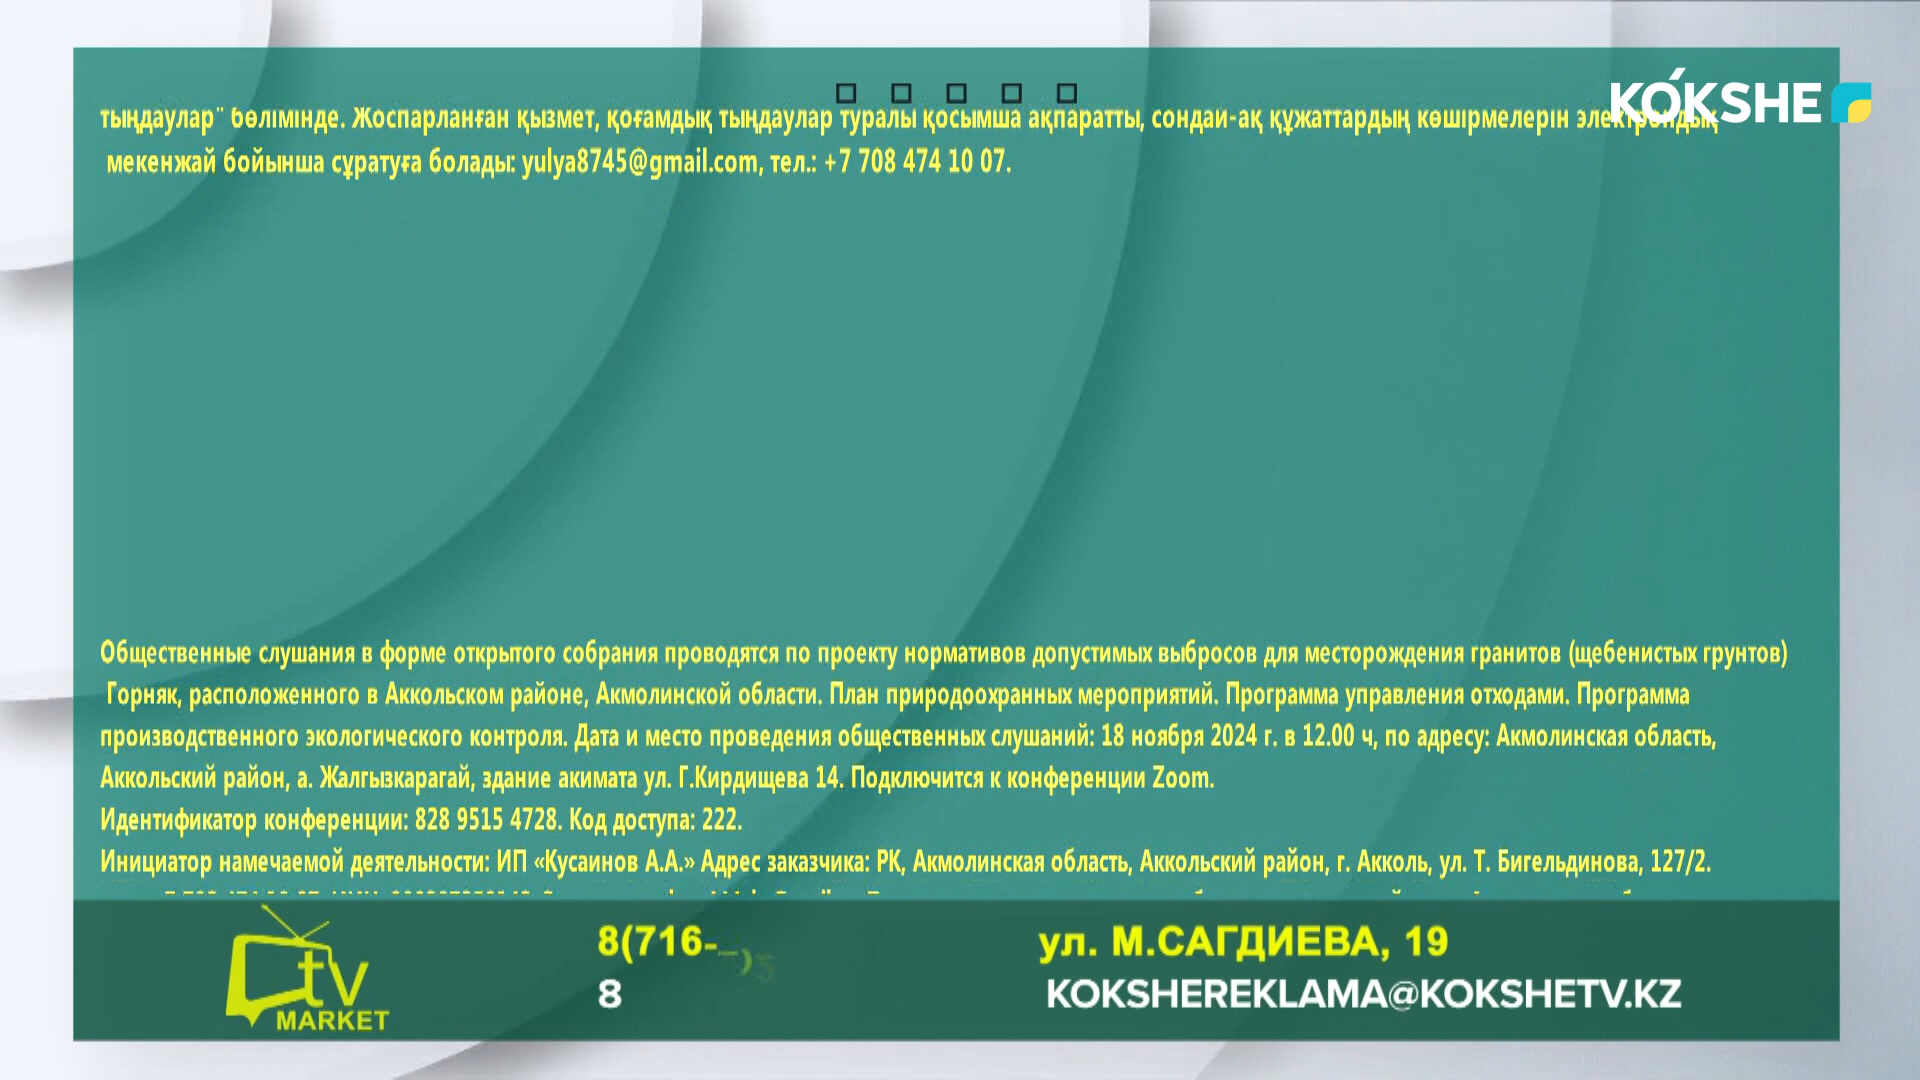 KÓKSHE
тыңдаулар" бөлімінде. Жоспарланған қызмет, қоғамдық тыңдаулар туралы қосымша ақпаратты, сондай-ақ құжаттардың көшірмелерін электрондық
мекенжай бойынша сұратуға болады: yulya8745@gmail.com, тел.: +7 708 474 10 07.
Общественные слушания в форме открытого собрания проводятся по проекту нормативов допустимых выбросов для месторождения гранитов (щебенистых грунтов)
Горняк, расположенного в Аккольском районе, Акмолинской области. План природоохранных мероприятий. Программа управления отходами. Программа
производственного экологического контроля. Дата и место проведения общественных слушаний: 18 ноября 2024 г. в 12.00 ч, по адресу: Акмолинская область,
Аккольский район, а. Жалгызкарагай, здание акимата ул. Г.Кирдищева 14. Подключится к конференции Zoom.
Идентификатор конференции: 828 9515 4728. Код доступа: 222.
Инициатор намечаемой деятельности: ИП «Кусаинов А.А.» Адрес заказчика: РК, Акмолинская область, Аккольский район, г. Акколь, ул. Т. Бигельдинова, 127/2.
tv MARKET
8(716-
8
ул. М.САГДИЕВА, 19
KOKSHEREKLAMA@KOKSHETV.KZ